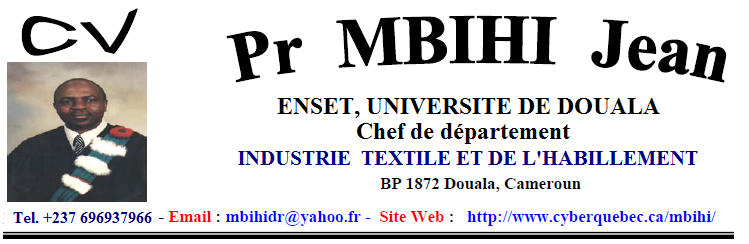 CV
Pr MBIHI Jean
ENSET, UNIVERSITE DE DOUALA
Chef de département
INDUSTRIE TEXTILE ET DE L'HABILLEMENT
BP 1872 Douala, Cameroun
Tel. +237 696937966 - Email : mbihidr@yahoo.fr - Site Web : http://www.cyberquebec.ca/mbihi/